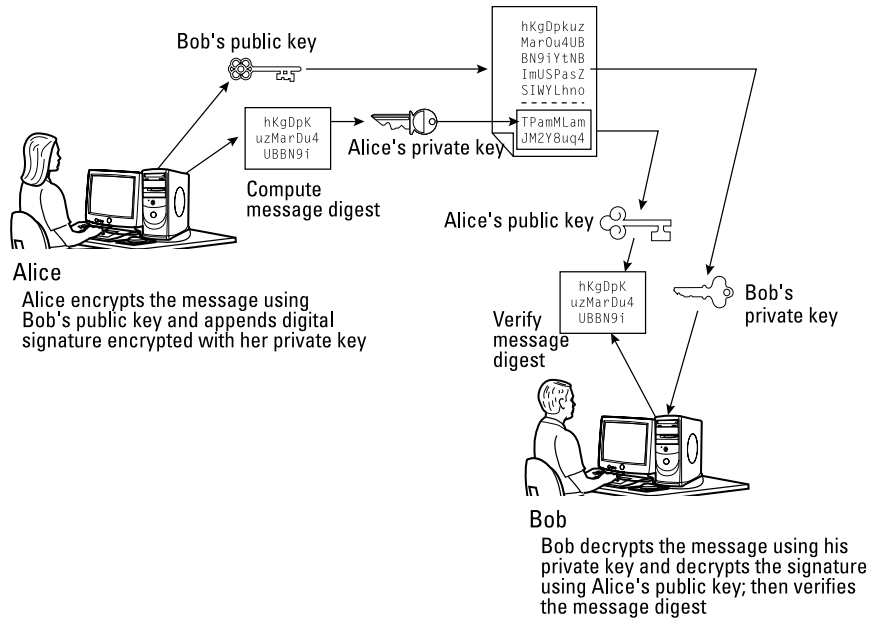 Bob's public key
hKgDpkuz
MarOu4UB
BN9iYtNB
ImUSPasZ
SIWYLhno
TPamMLam
JM2Y8uq4
hKgDpK
uzMarDu4
UBBN9i
Alice's private key
Compute
message digest
Alice's public key
Alice
Alice encrypts the message using
Bob's public key and appends digital
signature encrypted with her private key
hKgDpK
uzMarDu4
UBBN9i
Verify
message
digest
Bob's
private key
Bob
Bob decrypts the message using his
private key and decrypts the signature
using Alice's public key; then verifies
the message digest